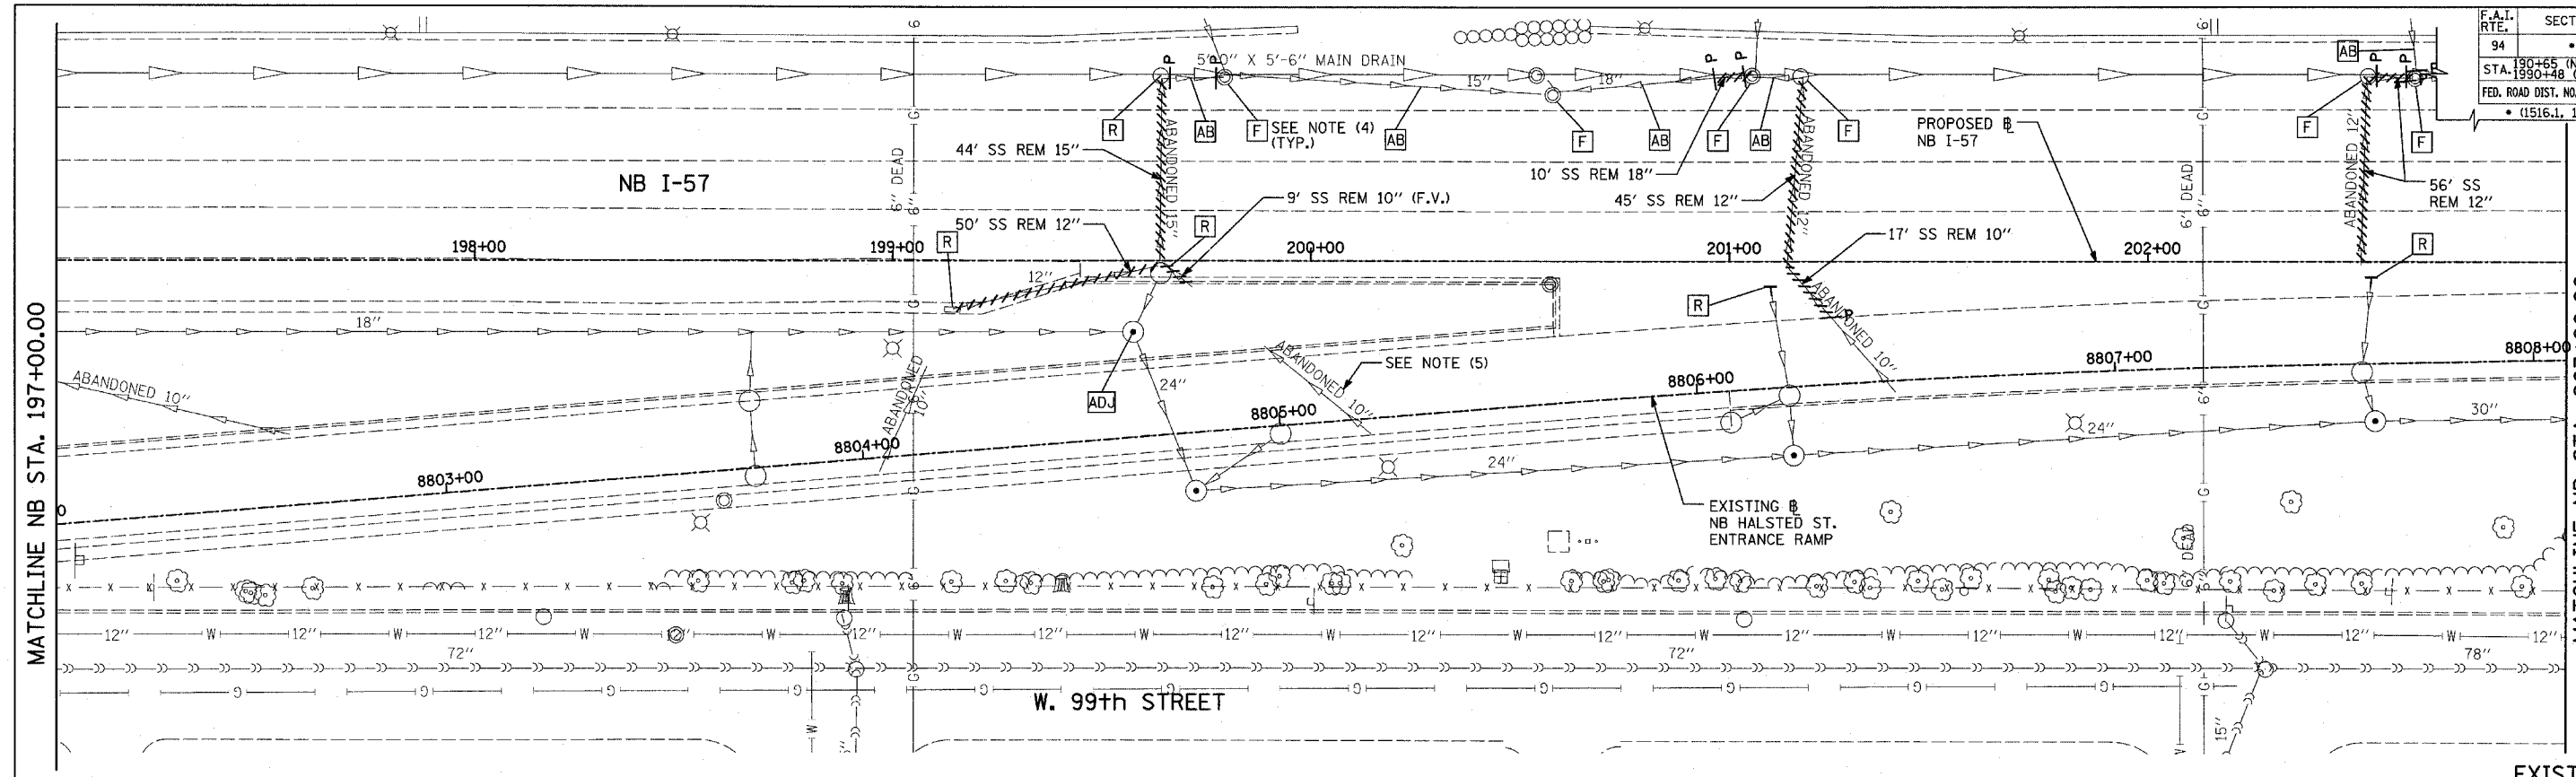 F.A.I. RTE. SECT
94 •
STA. 190+65 (N
1990+48 (
FED. ROAD DIST. NO.
• (1516.1, 1
5'-0" X 5'-6" MAIN DRAIN
P P P P P P
15" 18"
AB
R AB F SEE NOTE (4)
(TYP.)
AB F AB F AB F
F F
PROPOSED ℄
NB I-57
44' SS REM 15"
ABANDONED 15"
10' SS REM 18"
45' SS REM 12"
ABANDONED 12"
ABANDONED 12"
56' SS
REM 12"
NB I-57
6" DEAD
6" DEAD
9' SS REM 10" (F.V.)
50' SS REM 12"
R R
17' SS REM 10"
R
198+00 199+00 200+00 201+00 202+00
12"
R
18"
ABANDONED 10"
ABANDONED 10"
ABANDONED 10"
ABANDONED 10"
SEE NOTE (5)
ADJ
24"
8803+00 8804+00 8805+00 8806+00 8807+00 8808+00
24" 24" 30"
EXISTING ℄
NB HALSTED ST.
ENTRANCE RAMP
6" DEAD
MATCHLINE NB STA. 197+00.00
12" W 12" W 12" W 12" W 12" W 12" W 12" W 12" W 12" W 12" W 12" W 12" W 12" W 12"
72" 72" 78"
G G G G G G G G G G G G
W. 99th STREET
15"
EXIST